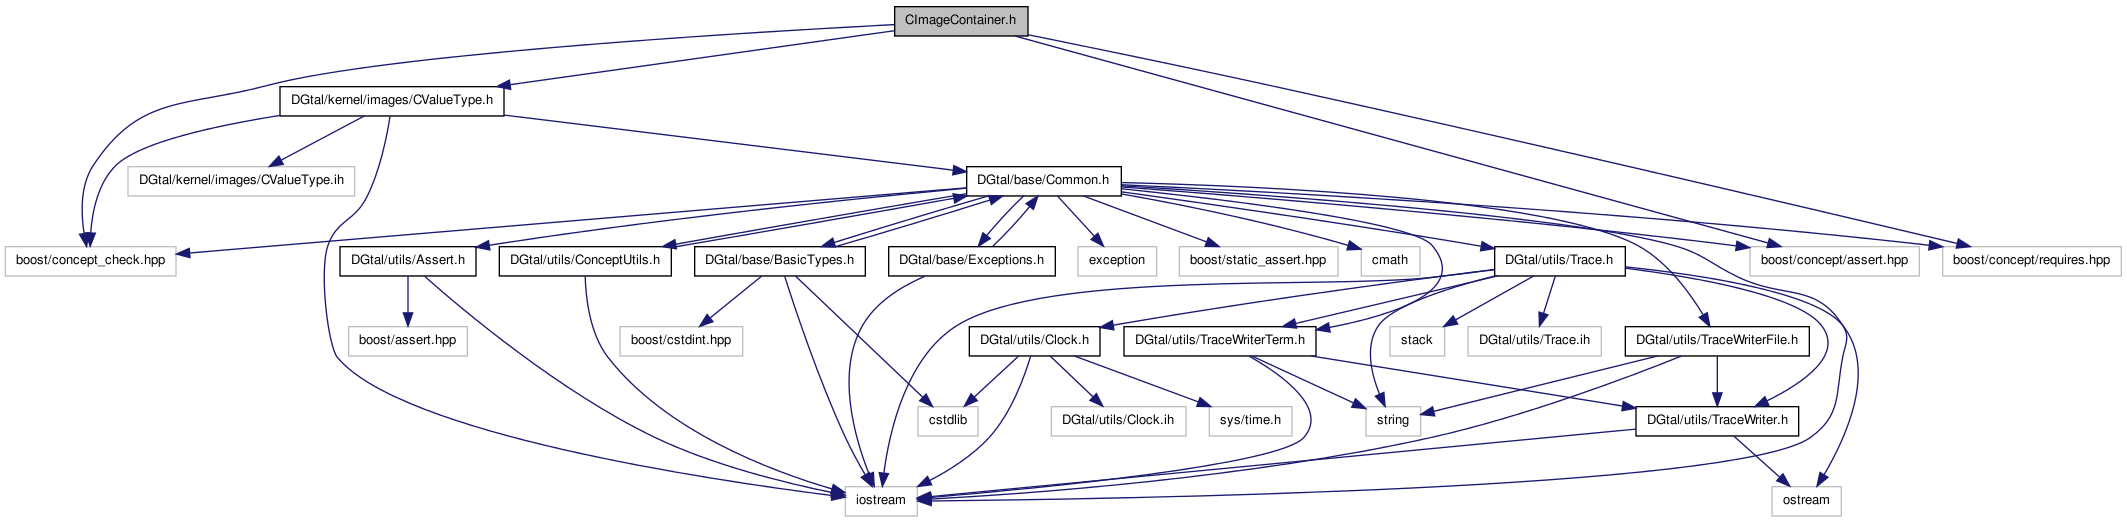 CImageContainer.h
DGtal/kernel/images/CValueType.h
DGtal/kernel/images/CValueType.ih
DGtal/base/Common.h
boost/concept_check.hpp
DGtal/utils/Assert.h
DGtal/utils/ConceptUtils.h
DGtal/base/BasicTypes.h
DGtal/base/Exceptions.h
exception
boost/static_assert.hpp
cmath
DGtal/utils/Trace.h
boost/concept/assert.hpp
boost/concept/requires.hpp
boost/assert.hpp
boost/cstdint.hpp
DGtal/utils/Clock.h
DGtal/utils/TraceWriterTerm.h
stack
DGtal/utils/Trace.ih
DGtal/utils/TraceWriterFile.h
cstdlib
DGtal/utils/Clock.ih
sys/time.h
string
DGtal/utils/TraceWriter.h
iostream
ostream